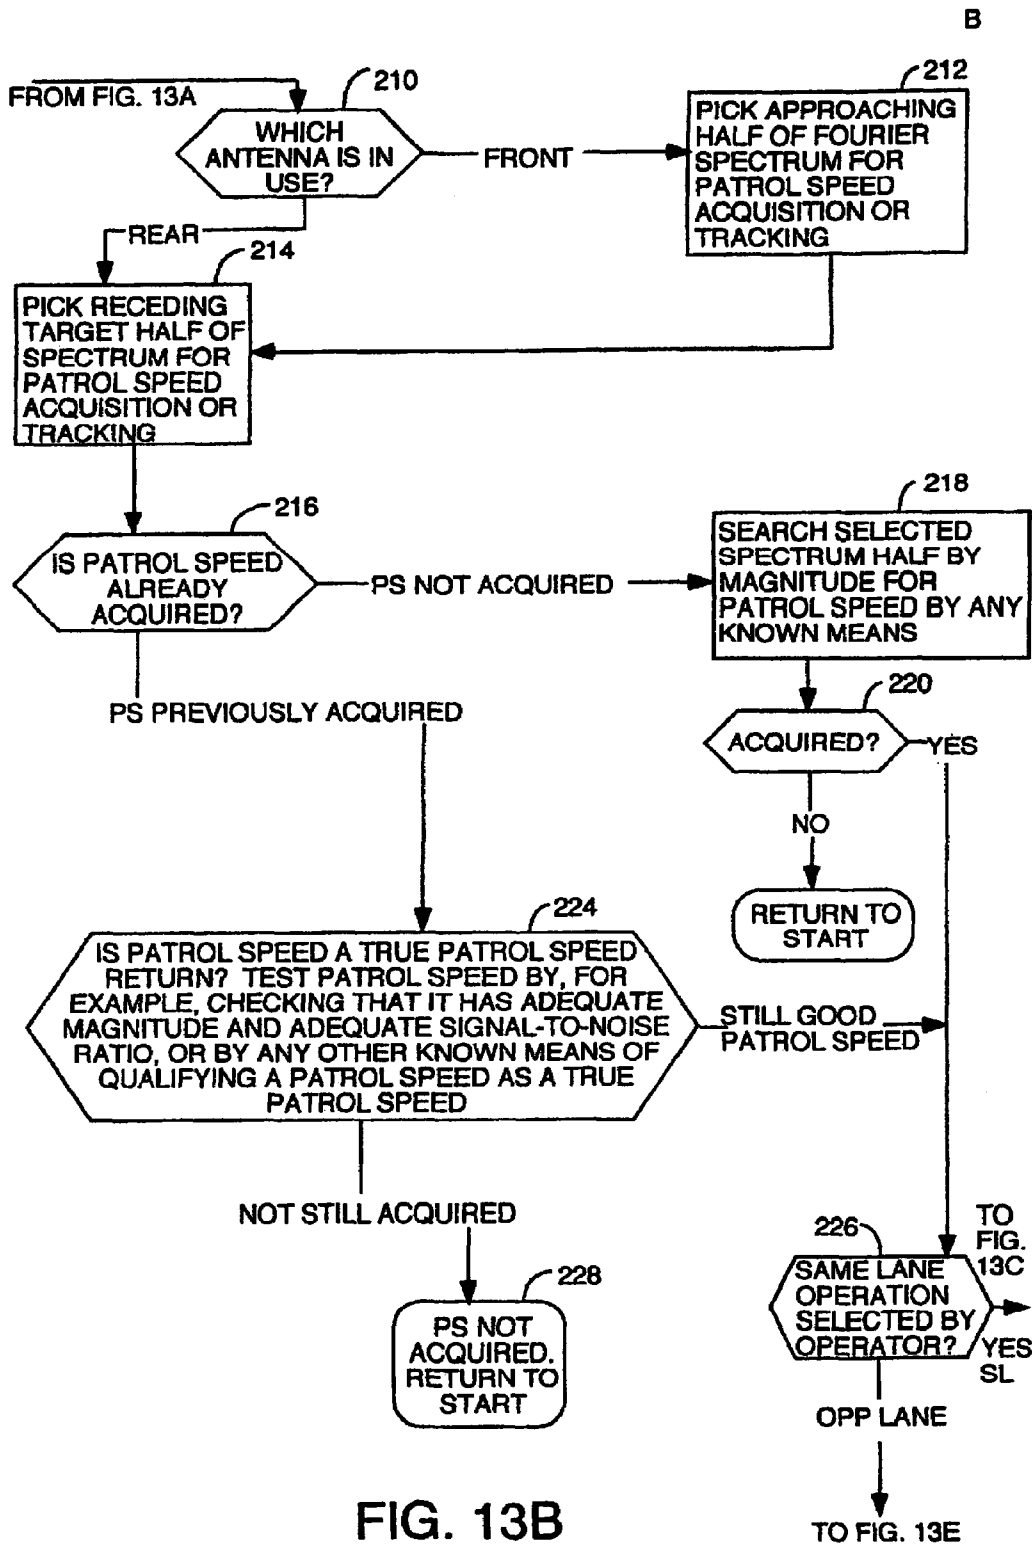 B
FROM FIG. 13A
210
WHICH
ANTENNA IS IN
USE?
FRONT
212
PICK APPROACHING
HALF OF FOURIER
SPECTRUM FOR
PATROL SPEED
ACQUISITION OR
TRACKING
REAR
214
PICK RECEDING
TARGET HALF OF
SPECTRUM FOR
PATROL SPEED
ACQUISITION OR
TRACKING
216
IS PATROL SPEED
ALREADY
ACQUIRED?
PS NOT ACQUIRED
218
SEARCH SELECTED
SPECTRUM HALF BY
MAGNITUDE FOR
PATROL SPEED BY ANY
KNOWN MEANS
PS PREVIOUSLY ACQUIRED
220
ACQUIRED?
YES
NO
RETURN TO
START
224
IS PATROL SPEED A TRUE PATROL SPEED
RETURN? TEST PATROL SPEED BY, FOR
EXAMPLE, CHECKING THAT IT HAS ADEQUATE
MAGNITUDE AND ADEQUATE SIGNAL-TO-NOISE
RATIO, OR BY ANY OTHER KNOWN MEANS OF
QUALIFYING A PATROL SPEED AS A TRUE
PATROL SPEED
STILL GOOD
PATROL SPEED
NOT STILL ACQUIRED
228
PS NOT
ACQUIRED.
RETURN TO
START
226
SAME LANE
OPERATION
SELECTED BY
OPERATOR?
TO
FIG.
13C
YES
SL
OPP LANE
TO FIG. 13E
FIG. 13B